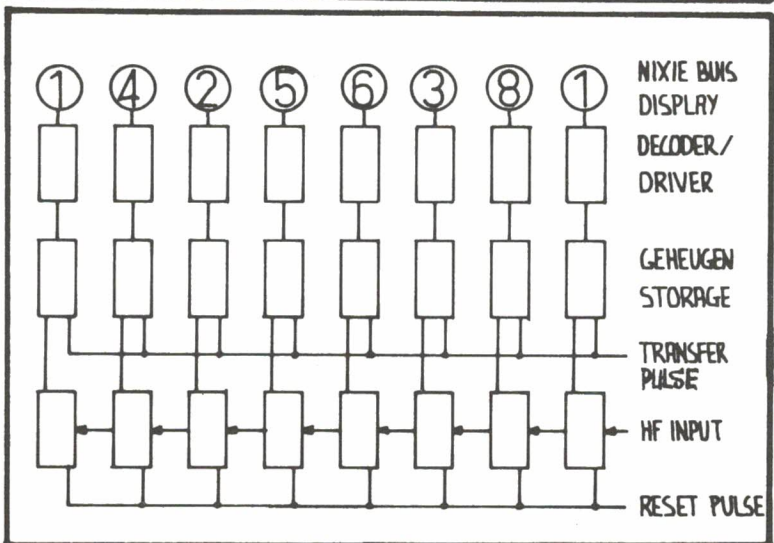 1 4 2 5 6 3 8 1
NIXIE BUIS
DISPLAY
DECODER/
DRIVER
GEHEUGEN
STORAGE
TRANSFER
PULSE
HF INPUT
RESET PULSE